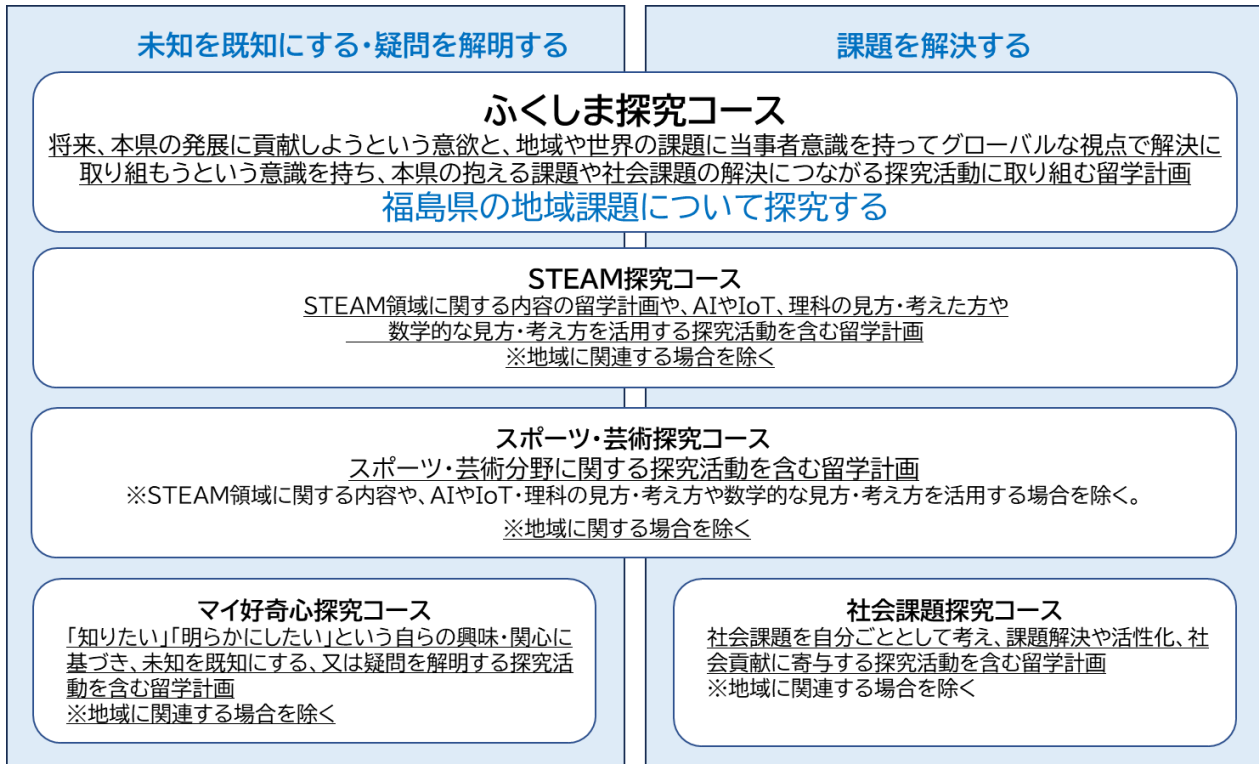 未知を既知にする・疑問を解明する
課題を解決する
ふくしま探究コース
将来、本県の発展に貢献しようという意欲と、地域や世界の課題に当事者意識を持ってグローバルな視点で解決に
取り組もうという意識を持ち、本県の抱える課題や社会課題の解決につながる探究活動に取り組む留学計画
福島県の地域課題について探究する
STEAM探究コース
STEAM領域に関する内容の留学計画や、AIやIoT、理科の見方・考えた方や
数学的な見方・考え方を活用する探究活動を含む留学計画
※地域に関連する場合を除く
スポーツ・芸術探究コース
スポーツ・芸術分野に関する探究活動を含む留学計画
※STEAM領域に関する内容や、AIやIoT・理科の見方・考え方や数学的な見方・考え方を活用する場合を除く。
※地域に関する場合を除く
マイ好奇心探究コース
「知りたい」「明らかにしたい」という自らの興味・関心に
基づき、未知を既知にする、又は疑問を解明する探究活
動を含む留学計画
※地域に関連する場合を除く
社会課題探究コース
社会課題を自分ごととして考え、課題解決や活性化、社
会貢献に寄与する探究活動を含む留学計画
※地域に関連する場合を除く